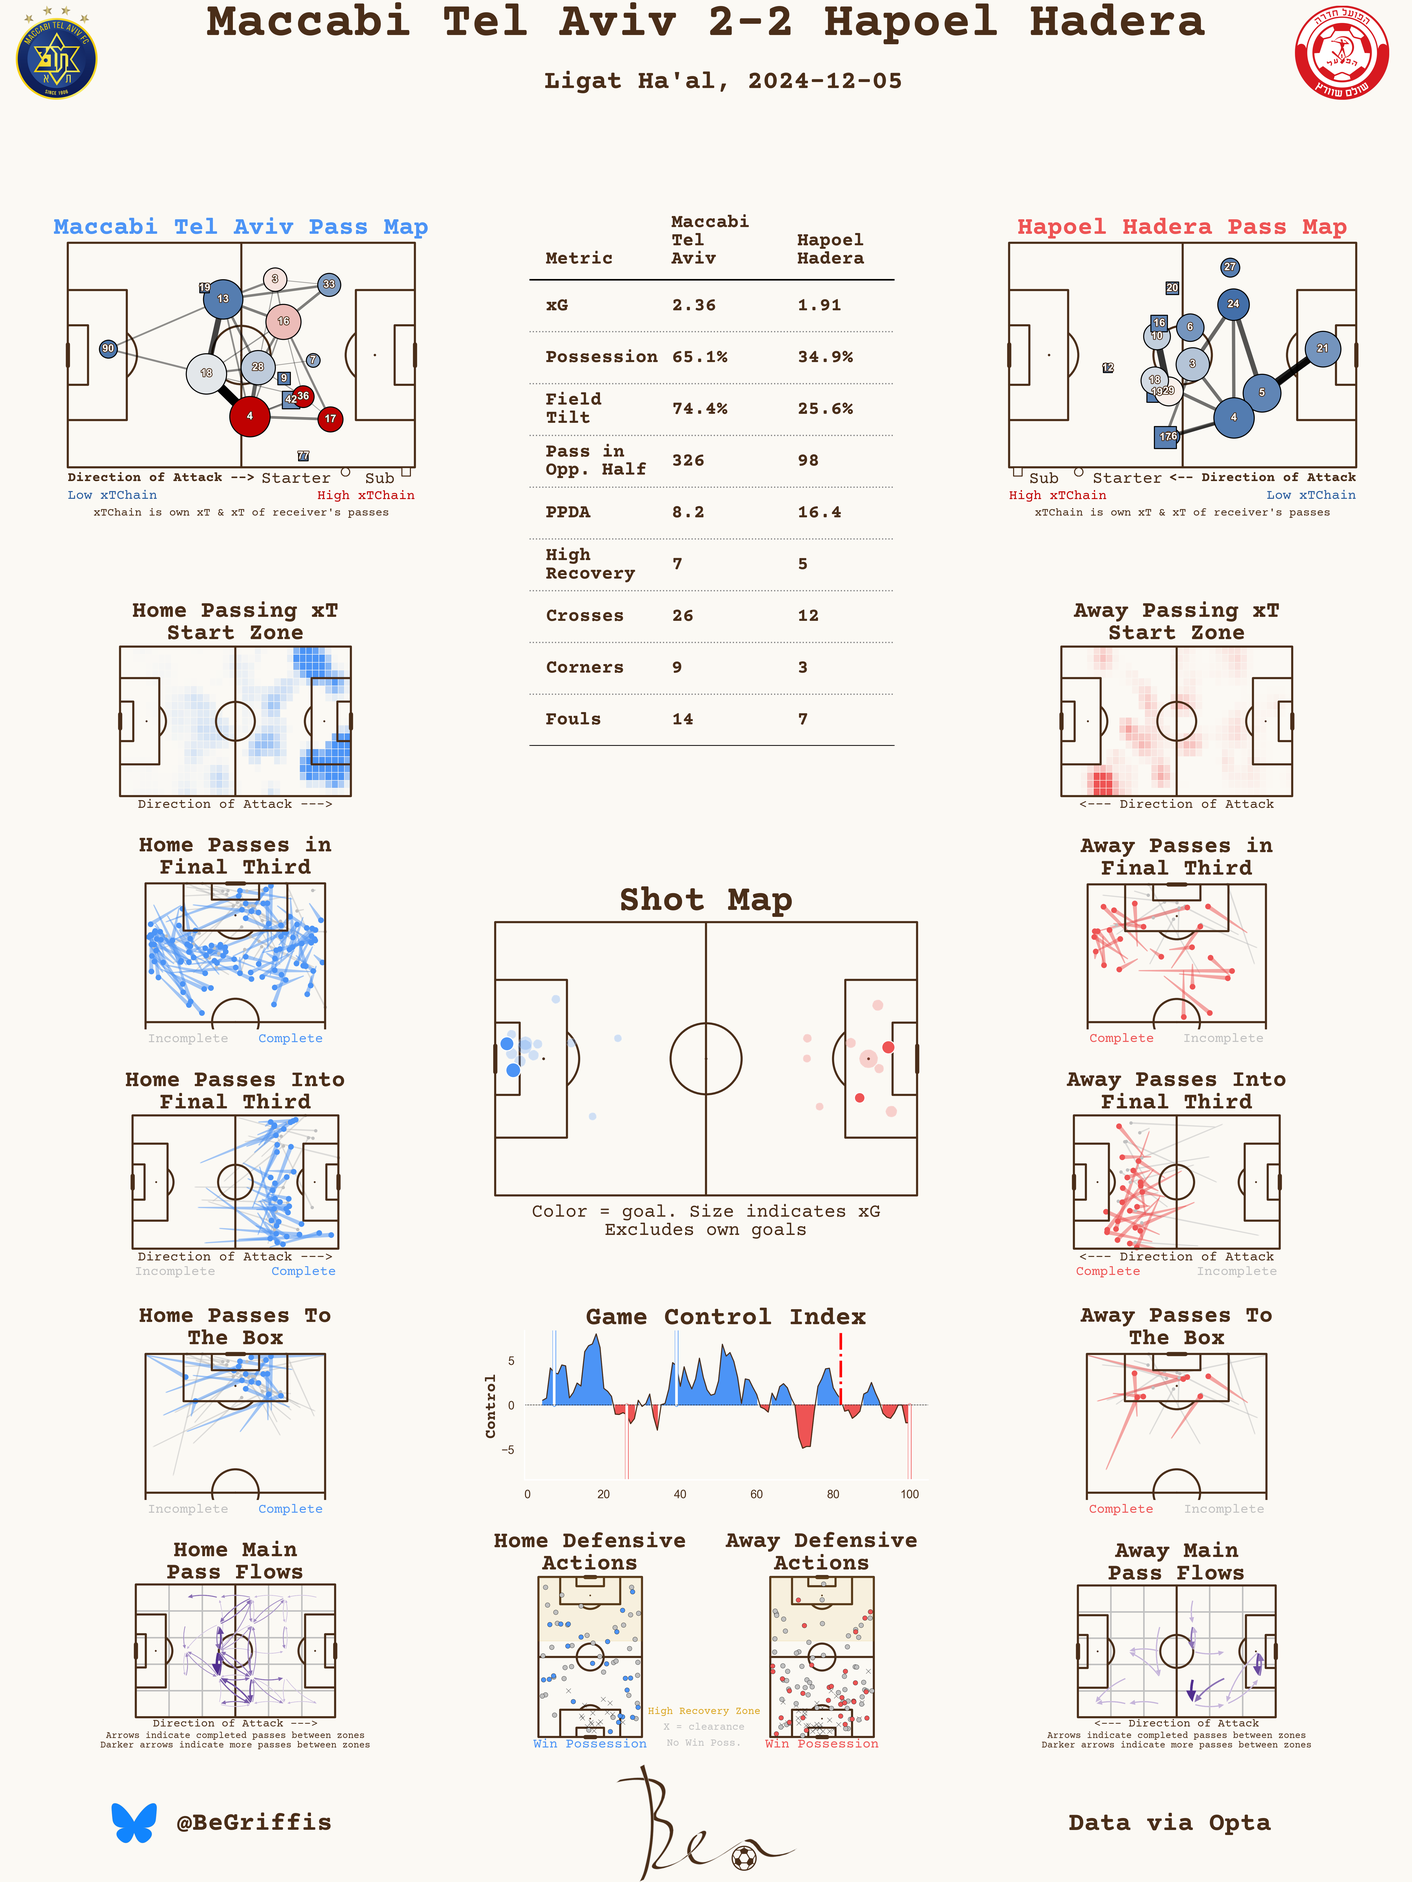 Maccabi Tel Aviv 2-2 Hapoel Hadera
Ligat Ha'al, 2024-12-05
MACCABI TEL AVIV FC
SINCE 1906
הפועל חדרה
הפועל
שולם שוורץ
Maccabi Tel Aviv Pass Map
19
13
3
33
16
90
18
28
7
9
42
36
4
17
77
Direction of Attack --> Starter Sub
Low xTChain High xTChain
xTChain is own xT & xT of receiver's passes
Metric Maccabi Tel Aviv Hapoel Hadera
xG 2.36 1.91
Possession 65.1% 34.9%
Field Tilt 74.4% 25.6%
Pass in Opp. Half 326 98
PPDA 8.2 16.4
High Recovery 7 5
Crosses 26 12
Corners 9 3
Fouls 14 7
Hapoel Hadera Pass Map
27
20
24
16
6
10
21
3
12
18
19
29
5
4
17
Sub Starter <-- Direction of Attack
High xTChain Low xTChain
xTChain is own xT & xT of receiver's passes
Home Passing xT
Start Zone
Direction of Attack --->
Away Passing xT
Start Zone
<--- Direction of Attack
Home Passes in
Final Third
Incomplete Complete
Away Passes in
Final Third
Complete Incomplete
Shot Map
Color = goal. Size indicates xG
Excludes own goals
Home Passes Into
Final Third
Direction of Attack --->
Incomplete Complete
Away Passes Into
Final Third
<--- Direction of Attack
Complete Incomplete
Home Passes To
The Box
Incomplete Complete
Game Control Index
Control
5
0
−5
0 20 40 60 80 100
Away Passes To
The Box
Complete Incomplete
Home Main
Pass Flows
Direction of Attack --->
Arrows indicate completed passes between zones
Darker arrows indicate more passes between zones
Home Defensive
Actions
Win Possession
High Recovery Zone
X = clearance
No Win Poss.
Away Defensive
Actions
Win Possession
Away Main
Pass Flows
<--- Direction of Attack
Arrows indicate completed passes between zones
Darker arrows indicate more passes between zones
@BeGriffis
Ben
Data via Opta